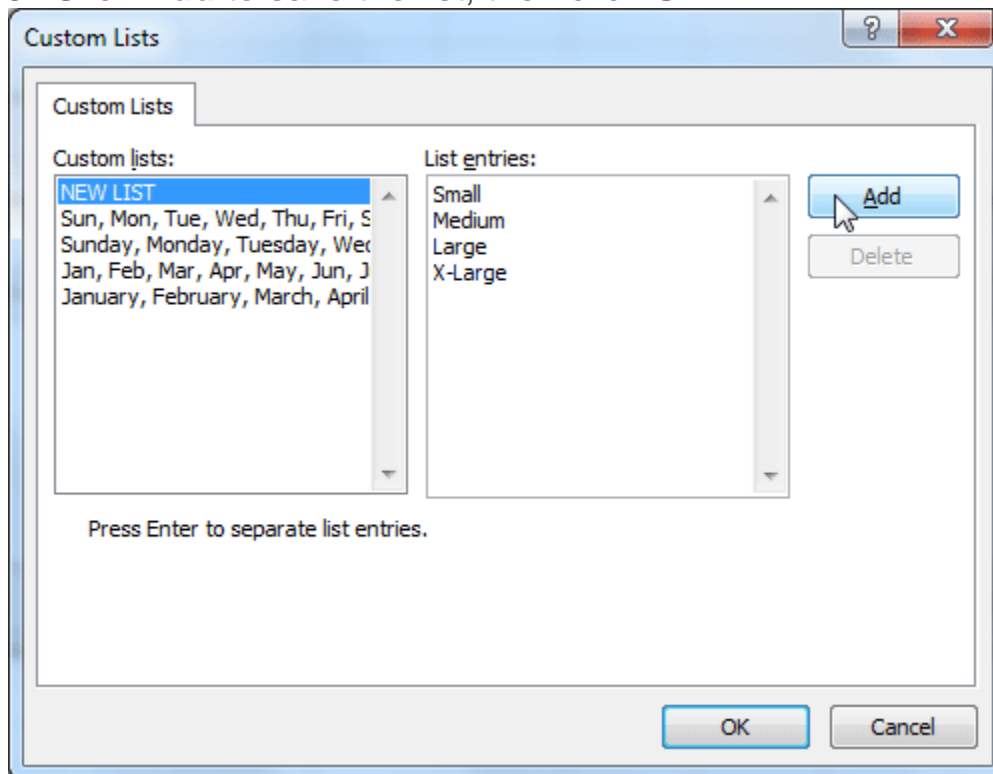 Custom Lists
Custom Lists
Custom lists:
NEW LIST
Sun, Mon, Tue, Wed, Thu, Fri, S
Sunday, Monday, Tuesday, Wed
Jan, Feb, Mar, Apr, May, Jun, J
January, February, March, April
List entries:
Small
Medium
Large
X-Large
Add
Delete
Press Enter to separate list entries.
OK
Cancel